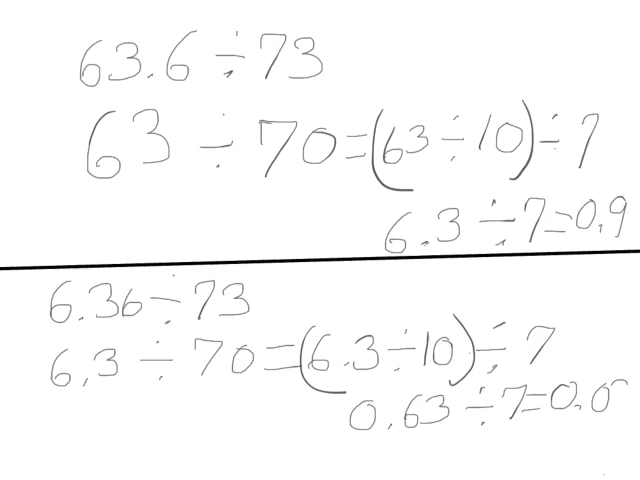 63.6 ÷ 73
63 ÷ 70 = (63 ÷ 10) ÷ 7
6.3 ÷ 7 = 0.9
6.36 ÷ 73
6.3 ÷ 70 = (6.3 ÷ 10) ÷ 7
0.63 ÷ 7 = 0.0